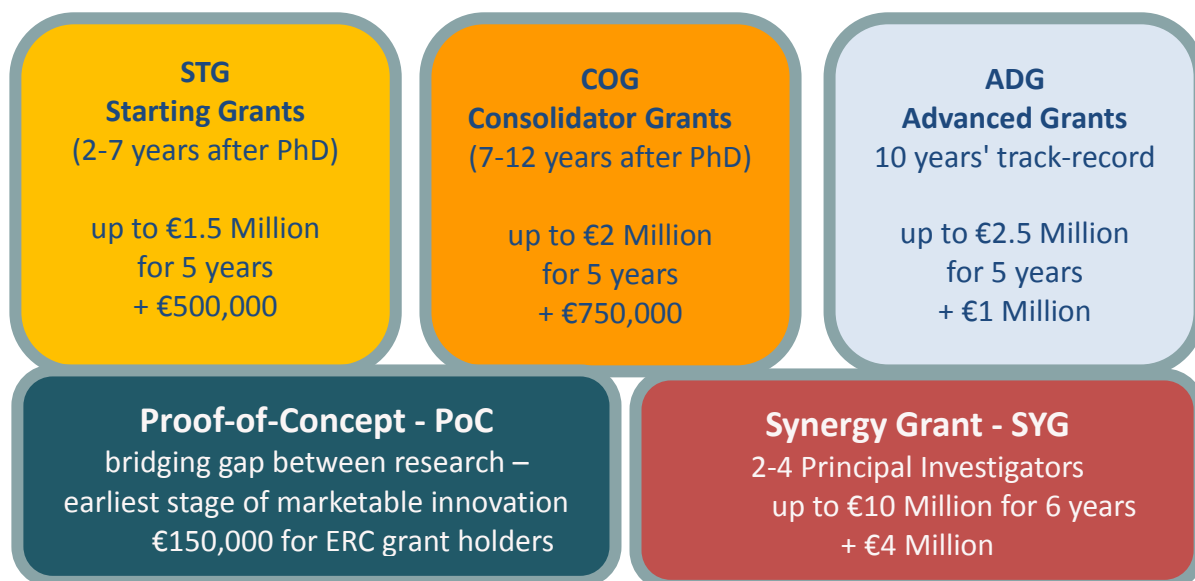 STG
Starting Grants
(2-7 years after PhD)
up to €1.5 Million
for 5 years
+ €500,000
COG
Consolidator Grants
(7-12 years after PhD)
up to €2 Million
for 5 years
+ €750,000
ADG
Advanced Grants
10 years' track-record
up to €2.5 Million
for 5 years
+ €1 Million
Proof-of-Concept - PoC
bridging gap between research –
earliest stage of marketable innovation
€150,000 for ERC grant holders
Synergy Grant - SYG
2-4 Principal Investigators
up to €10 Million for 6 years
+ €4 Million